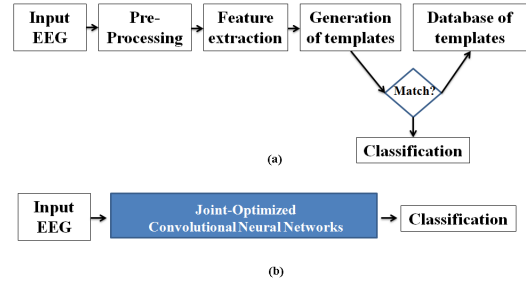 Input
EEG
Pre-
Processing
Feature
extraction
Generation
of templates
Database of
templates
Match?
Classification
(a)
Input
EEG
Joint-Optimized
Convolutional Neural Networks
Classification
(b)